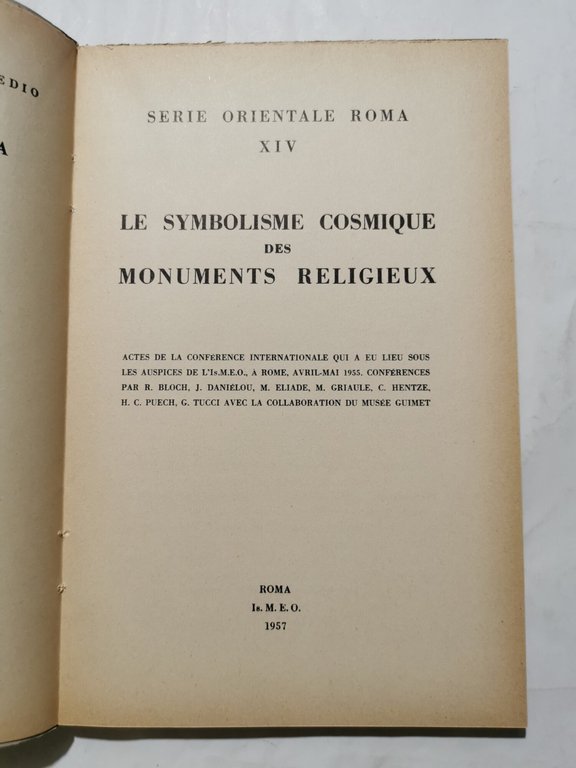 EDIO
A
SERIE ORIENTALE ROMA
XIV
LE SYMBOLISME COSMIQUE
DES
MONUMENTS RELIGIEUX
ACTES DE LA CONFÉRENCE INTERNATIONALE QUI A EU LIEU SOUS
LES AUSPICES DE L'Is.M.E.O., À ROME, AVRIL-MAI 1955. CONFÉRENCES
PAR R. BLOCH, J. DANIÉLOU, M. ELIADE, M. GRIAULE, C. HENTZE,
H. C. PUECH, G. TUCCI AVEC LA COLLABORATION DU MUSÉE GUIMET
ROMA
Is. M. E. O.
1957